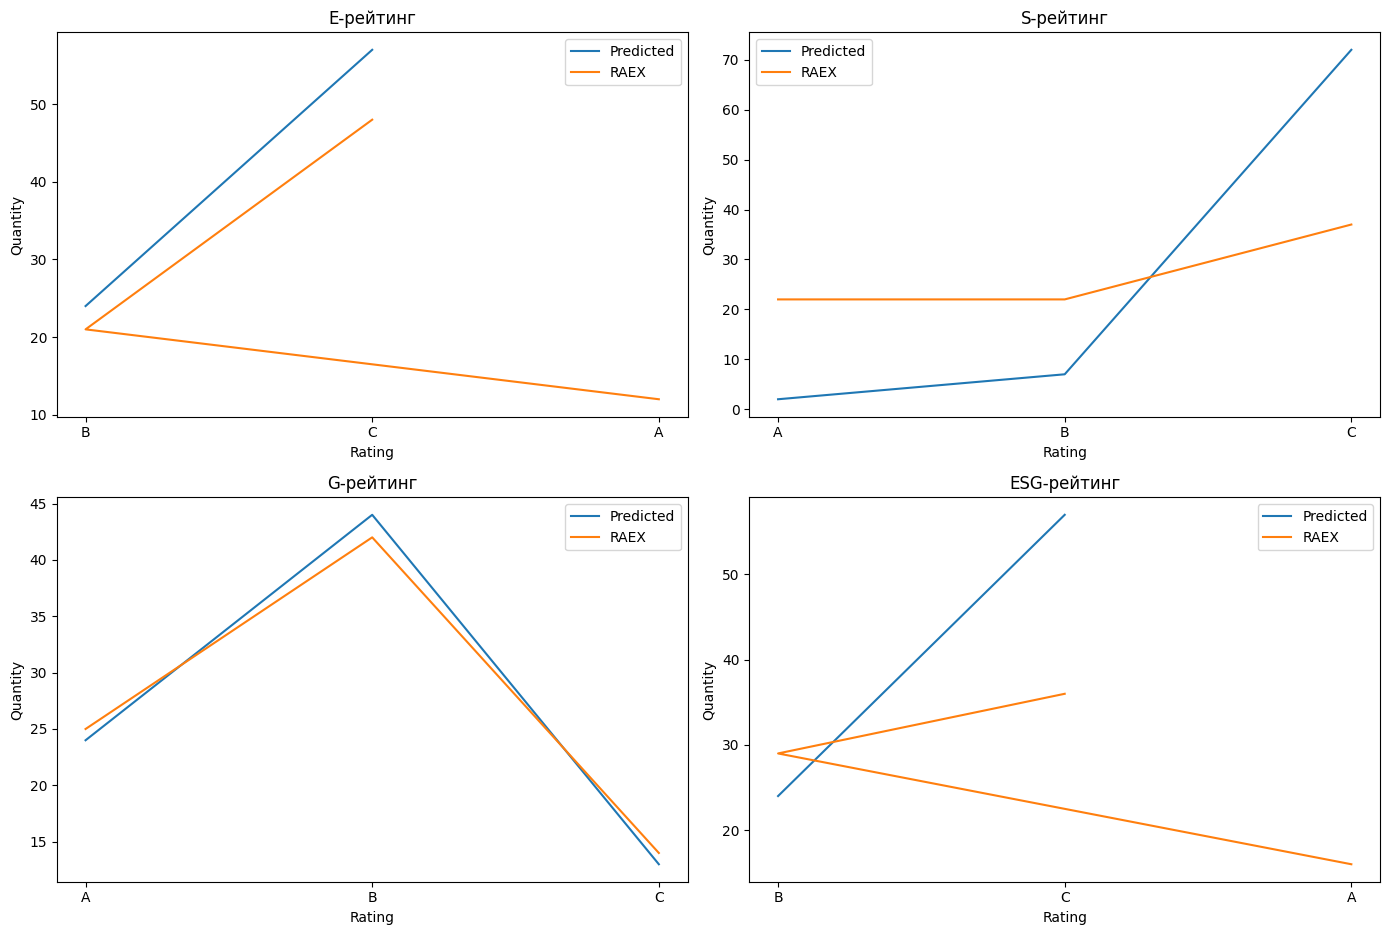 E-рейтинг
Predicted
RAEX
Quantity
50
40
30
20
10
B C A
Rating
S-рейтинг
Predicted
RAEX
Quantity
70
60
50
40
30
20
10
0
A B C
Rating
G-рейтинг
Predicted
RAEX
Quantity
45
40
35
30
25
20
15
A B C
Rating
ESG-рейтинг
Predicted
RAEX
Quantity
50
40
30
20
B C A
Rating